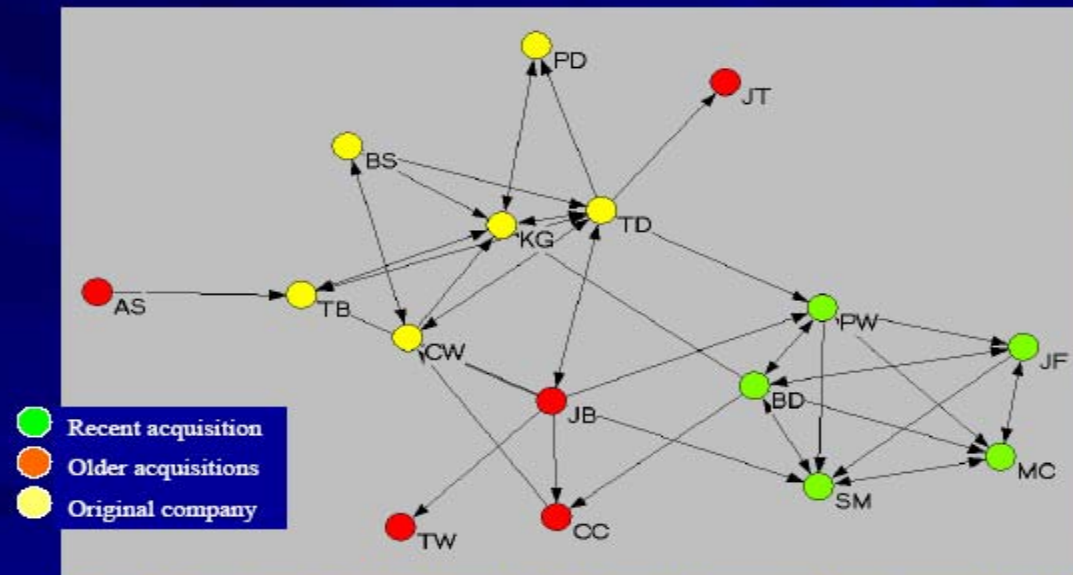 PD
JT
BS
TD
KG
AS
TB
PW
CW
JF
BD
JB
MC
SM
CC
TW
Recent acquisition
Older acquisitions
Original company